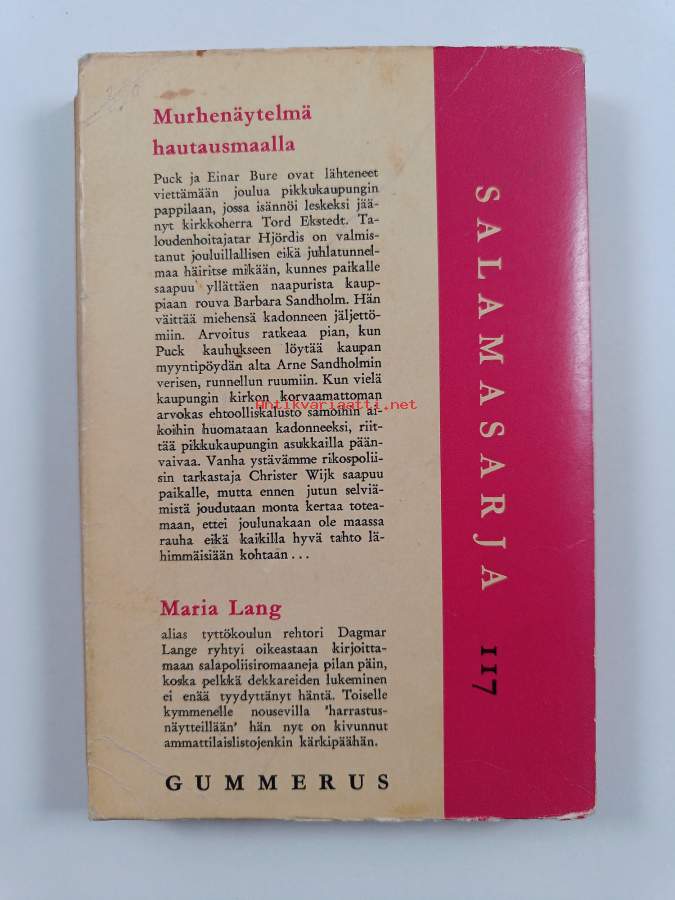 Murhenäytelmä
hautausmaalla
Puck ja Einar Bure ovat lähteneet
viettämään joulua pikkukaupungin
pappilaan, jossa isännöi leskeksi jää-
nyt kirkkoherra Tord Ekstedt. Ta-
loudenhoitajatar Hjördis on valmis-
tanut jouluillallisen eikä juhlatunnel-
maa häiritse mikään, kunnes paikalle
saapuu yllättäen naapurista kaup-
piaan rouva Barbara Sandholm. Hän
väittää miehensä kadonneen jäljettö-
miin. Arvoitus ratkeaa pian, kun
Puck kauhukseen löytää kaupan
myyntipöydän alta Arne Sandholmin
verisen, runnellun ruumiin. Kun vielä
kaupungin kirkon korvaamattoman
arvokas ehtoolliskalusto samoihin ai-
koihin huomataan kadonneeksi, riit-
tää pikkukaupungin asukkailla pään-
vaivaa. Vanha ystävämme rikospolii-
sin tarkastaja Christer Wijk saapuu
paikalle, mutta ennen jutun selviä-
mistä joudutaan monta kertaa totea-
maan, ettei joulunakaan ole maassa
rauha eikä kaikilla hyvä tahto lä-
himmäisiään kohtaan...
Maria Lang
alias tyttökoulun rehtori Dagmar
Lange ryhtyi oikeastaan kirjoitta-
maan salapoliisiromaaneja pilan päin,
koska pelkkä dekkareiden lukeminen
ei enää tyydyttänyt häntä. Toiselle
kymmenelle nousevilla 'harrastus-
näytteillään' hän nyt on kivunnut
ammattilaislistojenkin kärkipäähän.
GUMMERUS
SALAMASARJA 117
Antikvariaatti.net